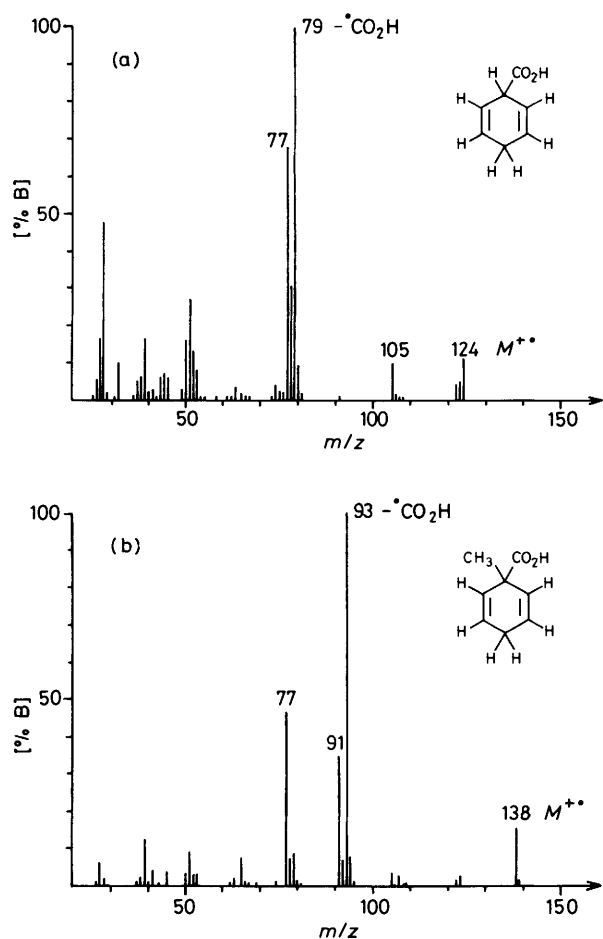 100
79 –•CO₂H
(a)
H CO₂H
H H
H H
H H
77
[% B]
50
105
124 M⁺•
50
100
150
m/z
100
93 –•CO₂H
(b)
CH₃ CO₂H
H H
H H
H H
[% B]
50
77
91
138 M⁺•
50
100
150
m/z